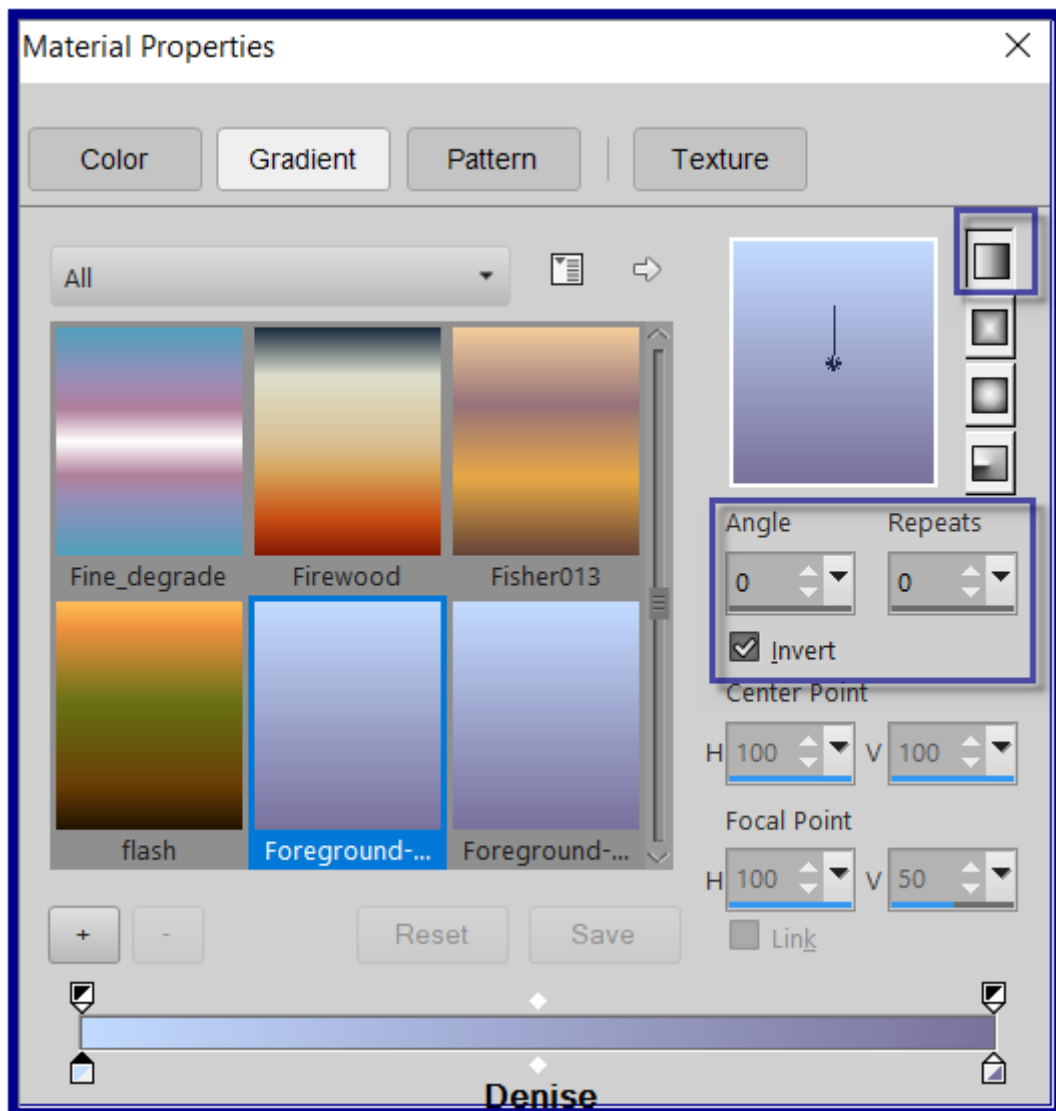 Material Properties
Color Gradient Pattern Texture
All
Fine_degrade Firewood Fisher013
flash Foreground-... Foreground-...
Angle Repeats
0 0
Invert
Center Point
H 100 V 100
Focal Point
H 100 V 50
Link
+ - Reset Save
Denise